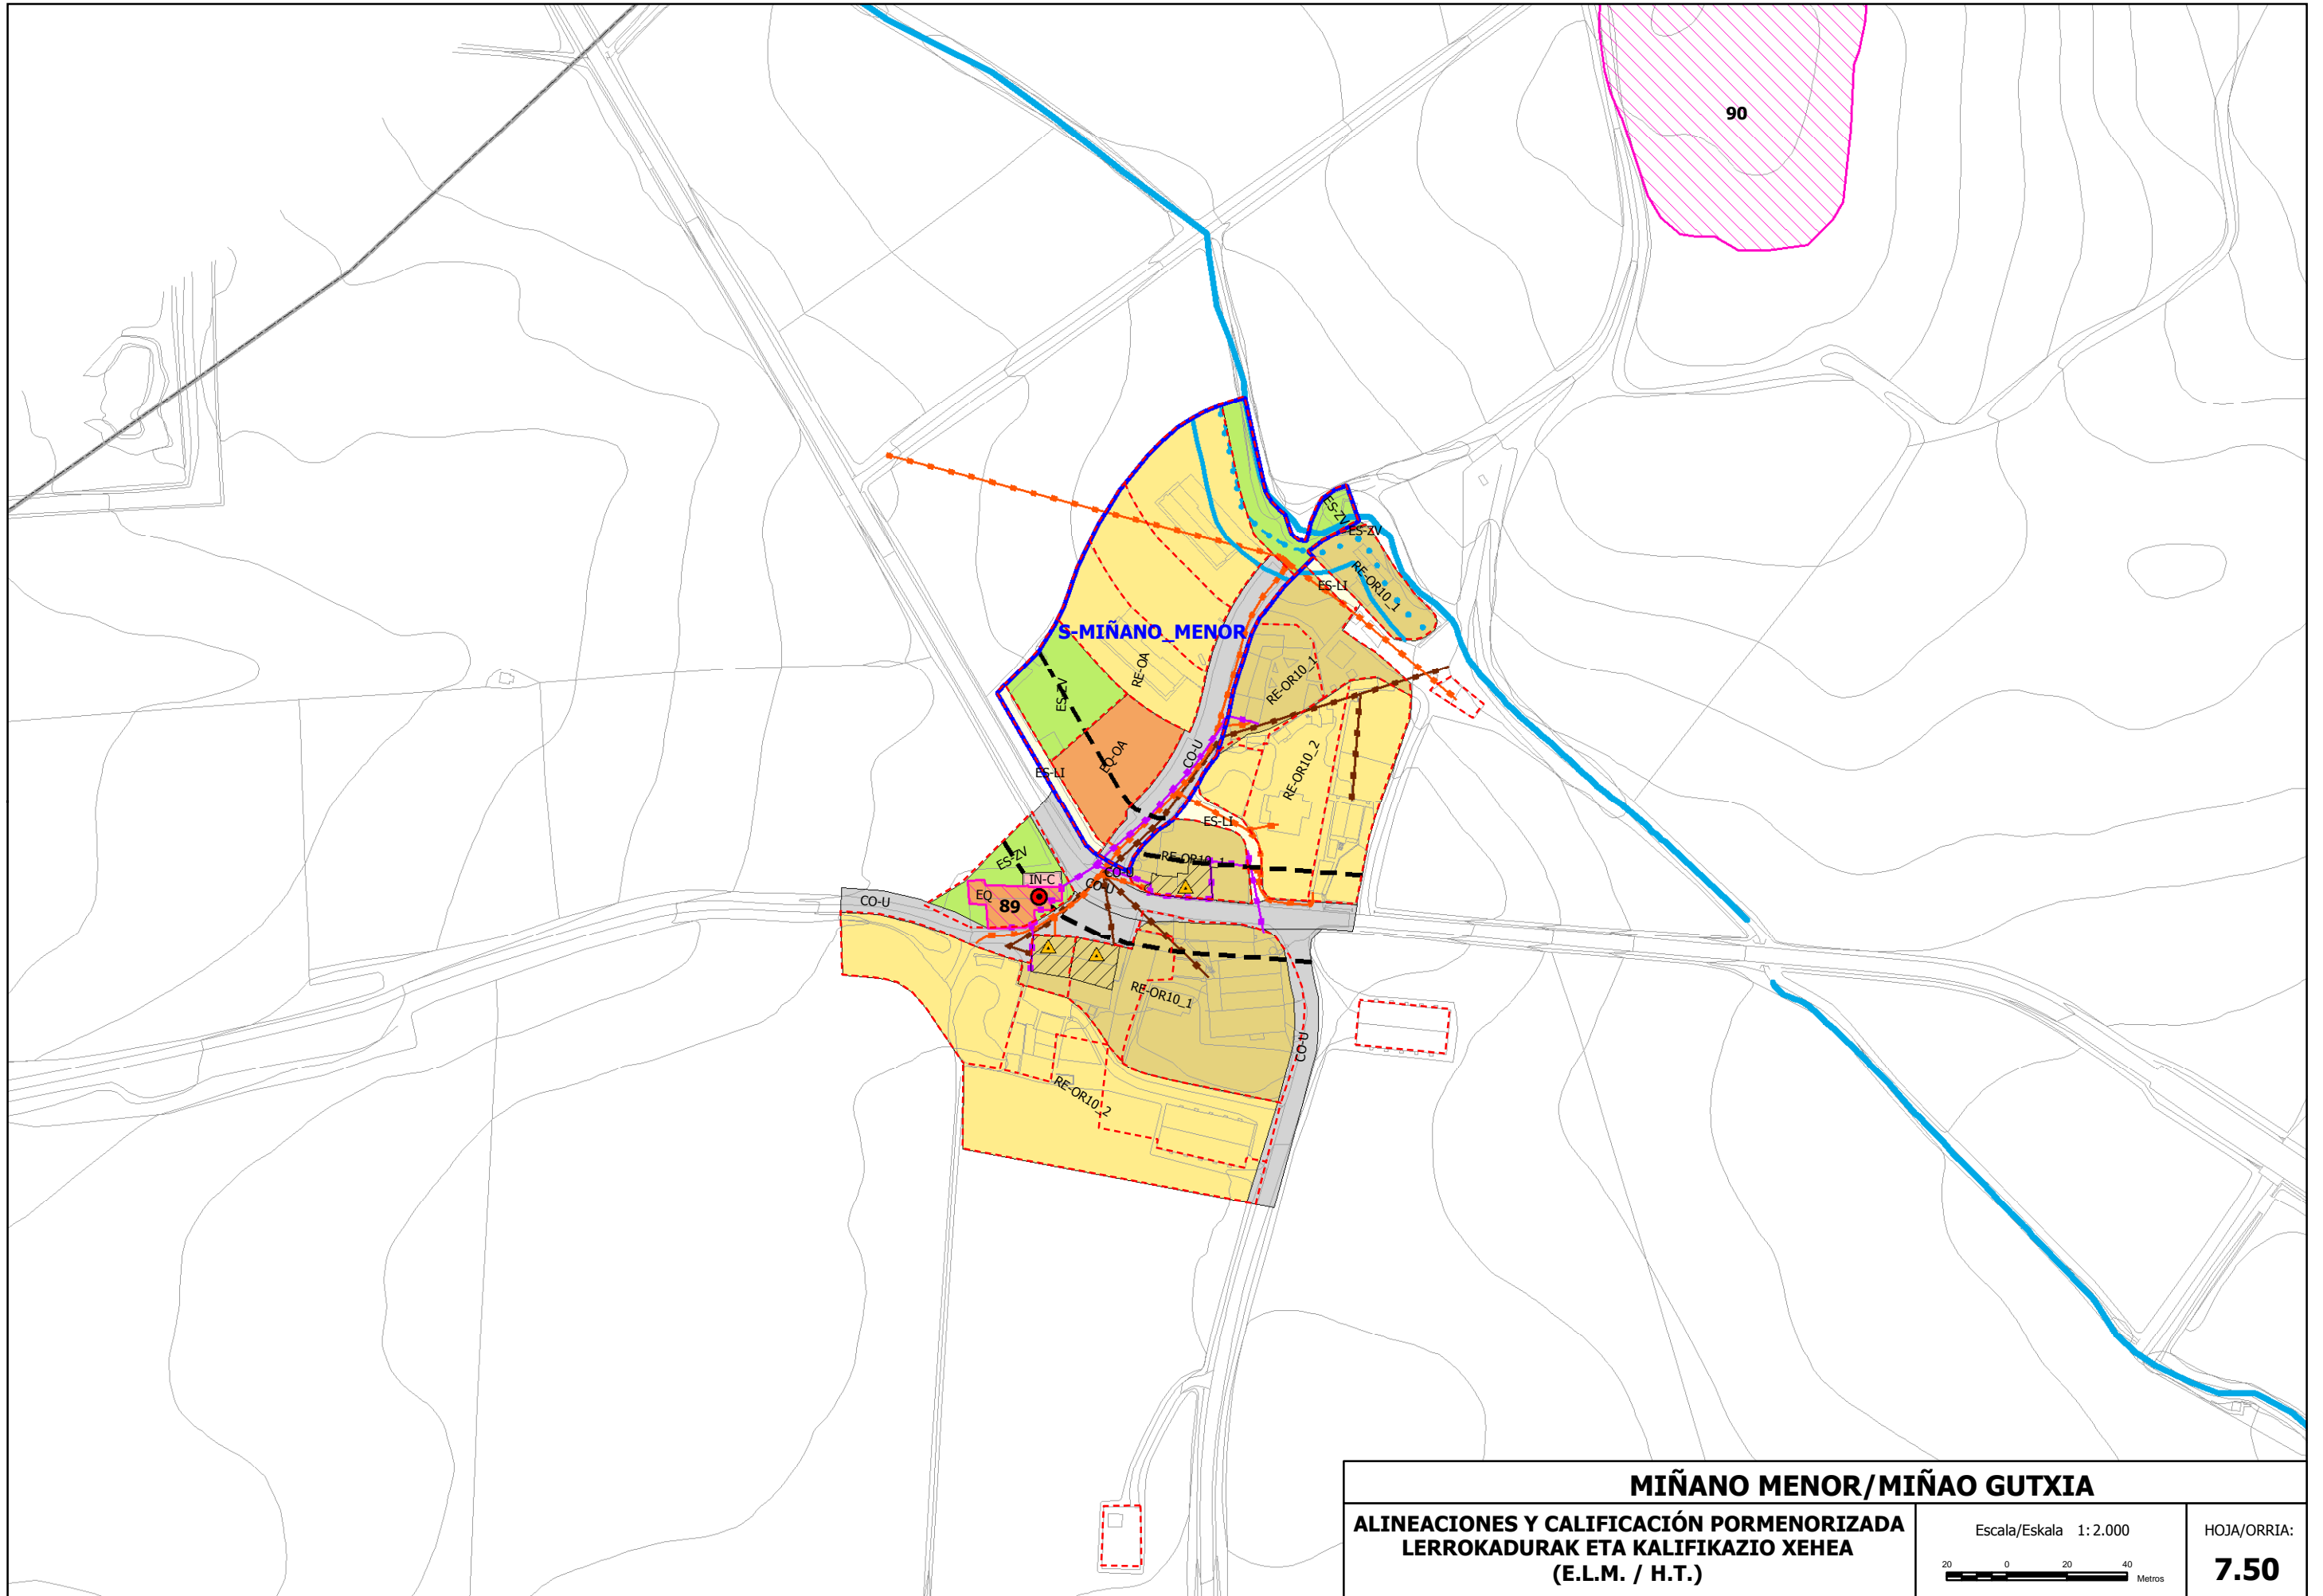 90
ES-ZV
ES-ZV
RE-OR10_1
ES-LI
S-MIÑANO_MENOR
RE-OA
ES-ZV
RE-OR10_1
EQ-OA
CO-U
RE-OR10_2
ES-LI
ES-LI
ES-ZV
RE-OR10_1
IN-C
CO-U
CO-U
EQ
89
CO-U
RE-OR10_1
CO-U
RE-OR10_2
MIÑANO MENOR/MIÑAO GUTXIA
ALINEACIONES Y CALIFICACIÓN PORMENORIZADA
LERROKADURAK ETA KALIFIKAZIO XEHEA
(E.L.M. / H.T.)
Escala/Eskala 1:2.000
20 0 20 40
Metros
HOJA/ORRIA:
7.50